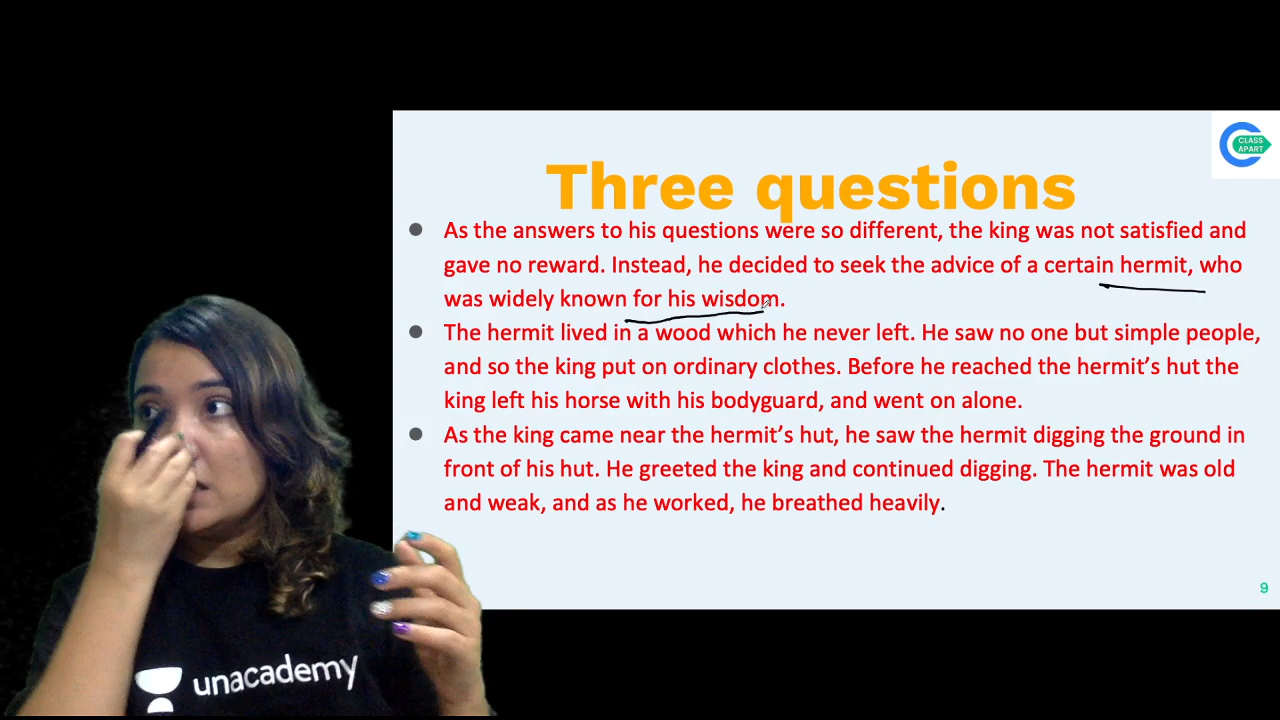 CLASS
APART
Three questions
As the answers to his questions were so different, the king was not satisfied and
gave no reward. Instead, he decided to seek the advice of a certain hermit, who
was widely known for his wisdom.
The hermit lived in a wood which he never left. He saw no one but simple people,
and so the king put on ordinary clothes. Before he reached the hermit’s hut the
king left his horse with his bodyguard, and went on alone.
As the king came near the hermit’s hut, he saw the hermit digging the ground in
front of his hut. He greeted the king and continued digging. The hermit was old
and weak, and as he worked, he breathed heavily.
9
unacademy